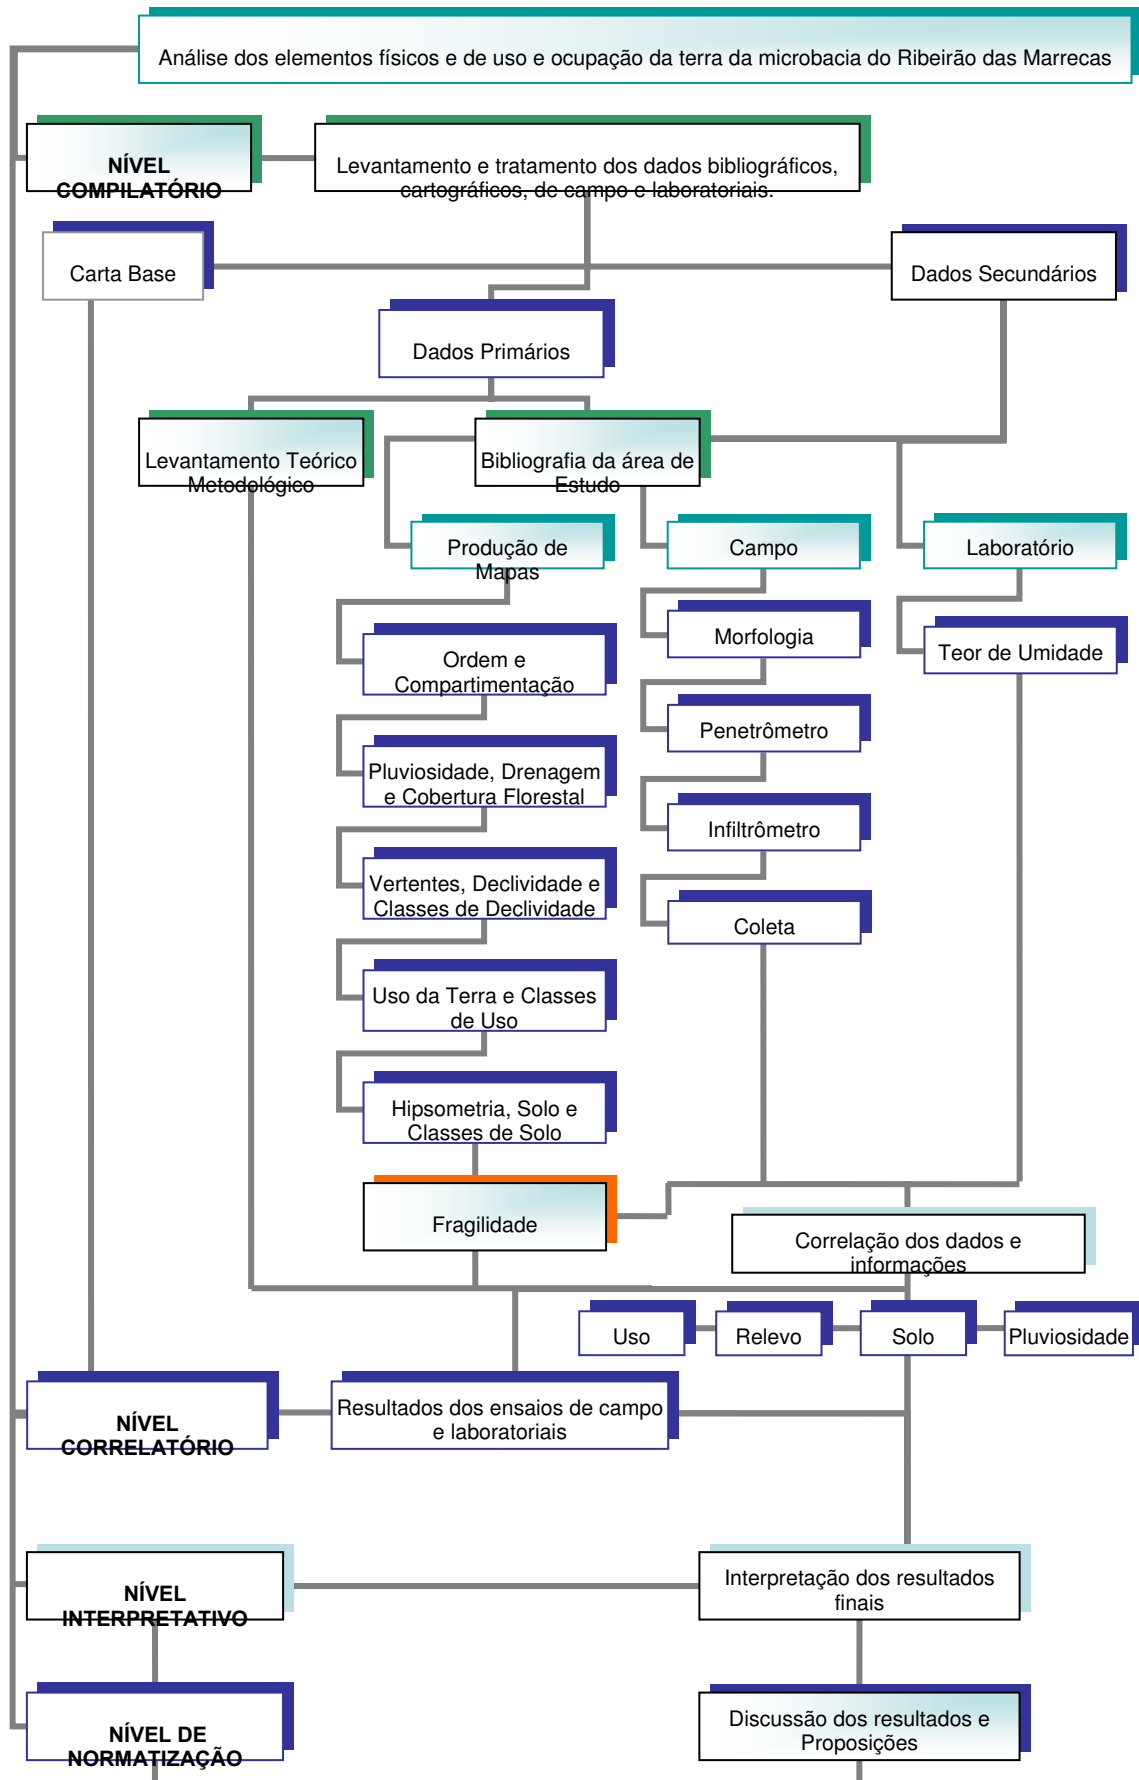 Análise dos elementos físicos e de uso e ocupação da terra da microbacia do Ribeirão das Marrecas
NÍVEL
COMPILATÓRIO
Levantamento e tratamento dos dados bibliográficos,
cartográficos, de campo e laboratoriais.
Carta Base
Dados Secundários
Dados Primários
Levantamento Teórico
Metodológico
Bibliografia da área de
Estudo
Produção de
Mapas
Campo
Laboratório
Ordem e
Compartimentação
Morfologia
Teor de Umidade
Penetrômetro
Pluviosidade, Drenagem
e Cobertura Florestal
Infiltrômetro
Vertentes, Declividade e
Classes de Declividade
Coleta
Uso da Terra e Classes
de Uso
Hipsometria, Solo e
Classes de Solo
Fragilidade
Correlação dos dados e
informações
Uso
Relevo
Solo
Pluviosidade
NÍVEL
CORRELATÓRIO
Resultados dos ensaios de campo
e laboratoriais
NÍVEL
INTERPRETATIVO
Interpretação dos resultados
finais
NÍVEL DE
NORMATIZAÇÃO
Discussão dos resultados e
Proposições